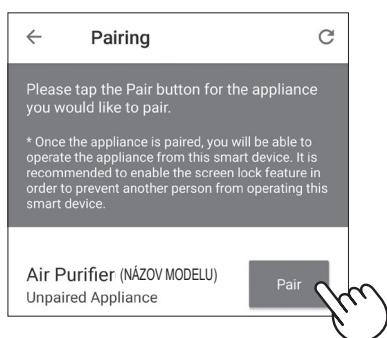 Pairing
Please tap the Pair button for the appliance
you would like to pair.
* Once the appliance is paired, you will be able to
operate the appliance from this smart device. It is
recommended to enable the screen lock feature in
order to prevent another person from operating this
smart device.
Air Purifier (NÁZOV MODELU)
Unpaired Appliance
Pair